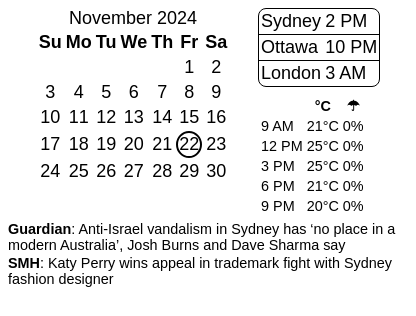 November 2024
Su Mo Tu We Th Fr Sa
1 2
3 4 5 6 7 8 9
10 11 12 13 14 15 16
17 18 19 20 21 22 23
24 25 26 27 28 29 30
Sydney 2 PM
Ottawa 10 PM
London 3 AM
°C ☂
9 AM 21°C 0%
12 PM 25°C 0%
3 PM 25°C 0%
6 PM 21°C 0%
9 PM 20°C 0%
Guardian: Anti-Israel vandalism in Sydney has ‘no place in a
modern Australia’, Josh Burns and Dave Sharma say
SMH: Katy Perry wins appeal in trademark fight with Sydney
fashion designer